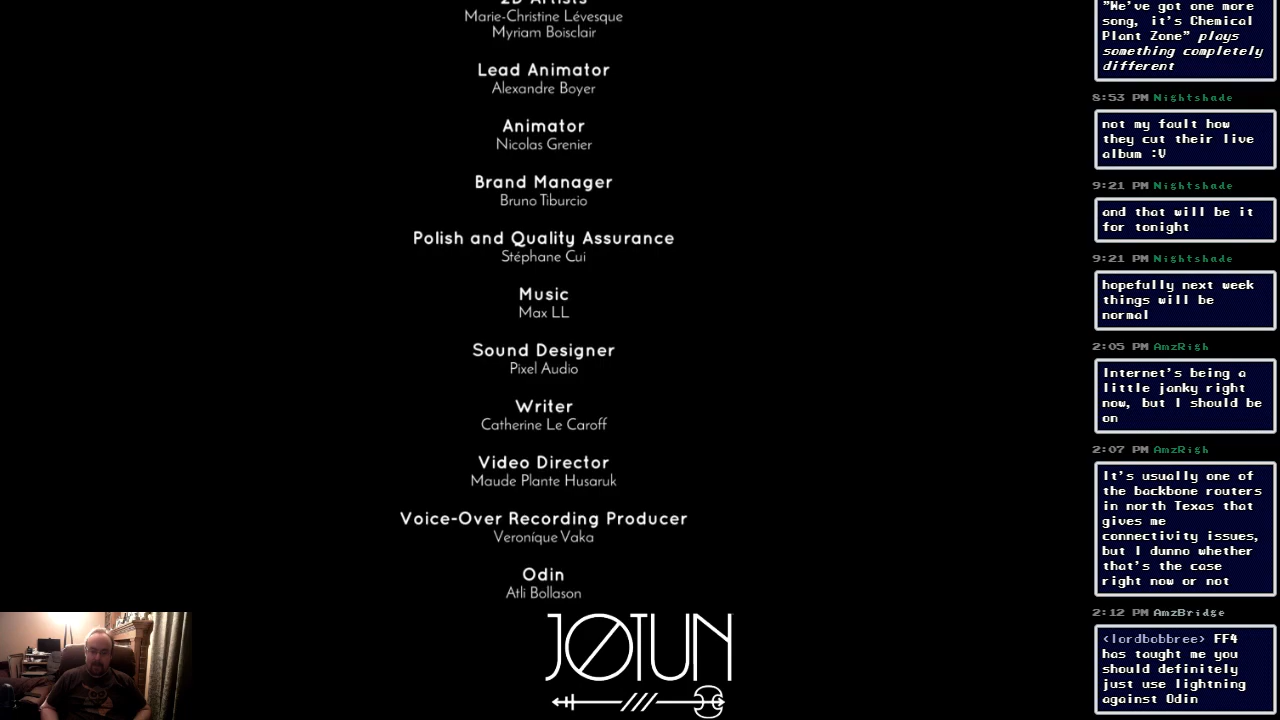 2D Artists
Marie-Christine Lévesque
Myriam Boisclair
Lead Animator
Alexandre Boyer
Animator
Nicolas Grenier
Brand Manager
Bruno Tiburcio
Polish and Quality Assurance
Stéphane Cui
Music
Max LL
Sound Designer
Pixel Audio
Writer
Catherine Le Caroff
Video Director
Maude Plante Husaruk
Voice-Over Recording Producer
Veroníque Vaka
Odin
Atli Bollason
JØTUN
"We've got one more
song, it's Chemical
Plant Zone" plays
something completely
different
8:53 PM Nightshade
not my fault how
they cut their live
album :V
9:21 PM Nightshade
and that will be it
for tonight
9:21 PM Nightshade
hopefully next week
things will be
normal
2:05 PM AmzRigh
Internet's being a
little janky right
now, but I should be
on
2:07 PM AmzRigh
It's usually one of
the backbone routers
in north Texas that
gives me
connectivity issues,
but I dunno whether
that's the case
right now or not
2:12 PM AmzBridge
<lordbobbree> FF4
has taught me you
should definitely
just use lightning
against Odin